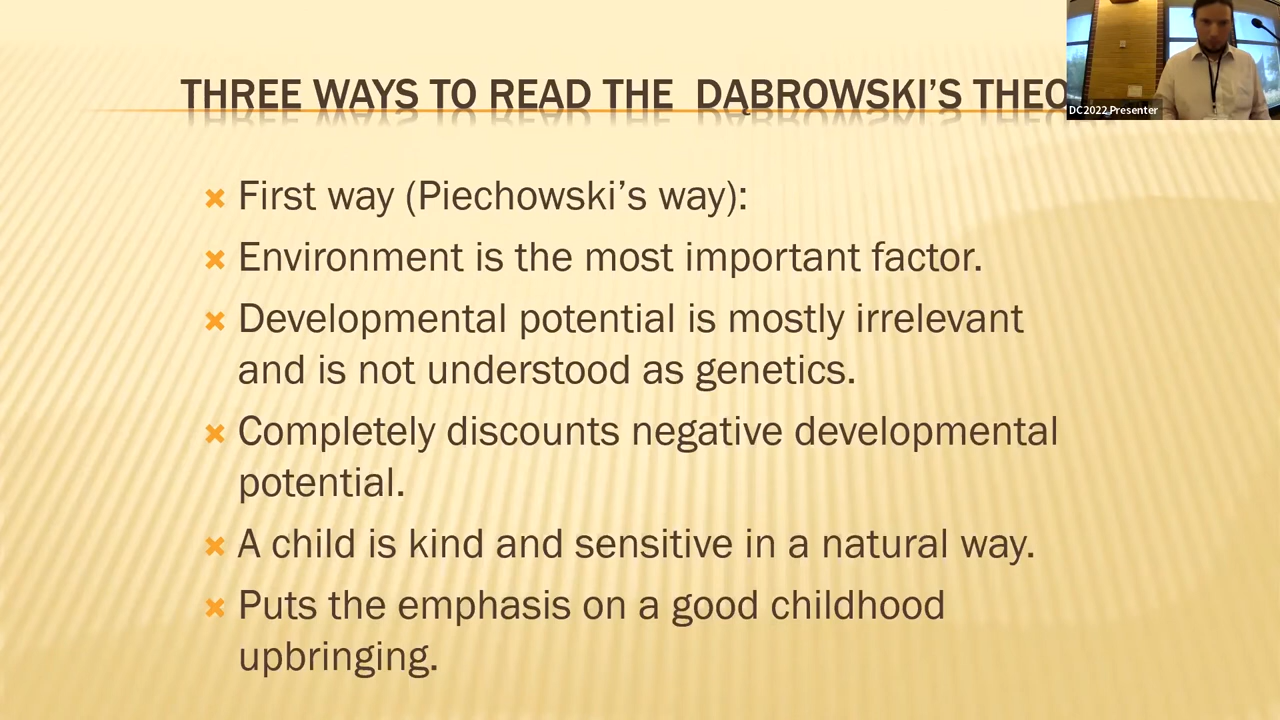 THREE WAYS TO READ THE DĄBROWSKI'S THEO
DC2022 Presenter
First way (Piechowski's way):
Environment is the most important factor.
Developmental potential is mostly irrelevant
and is not understood as genetics.
Completely discounts negative developmental
potential.
A child is kind and sensitive in a natural way.
Puts the emphasis on a good childhood
upbringing.